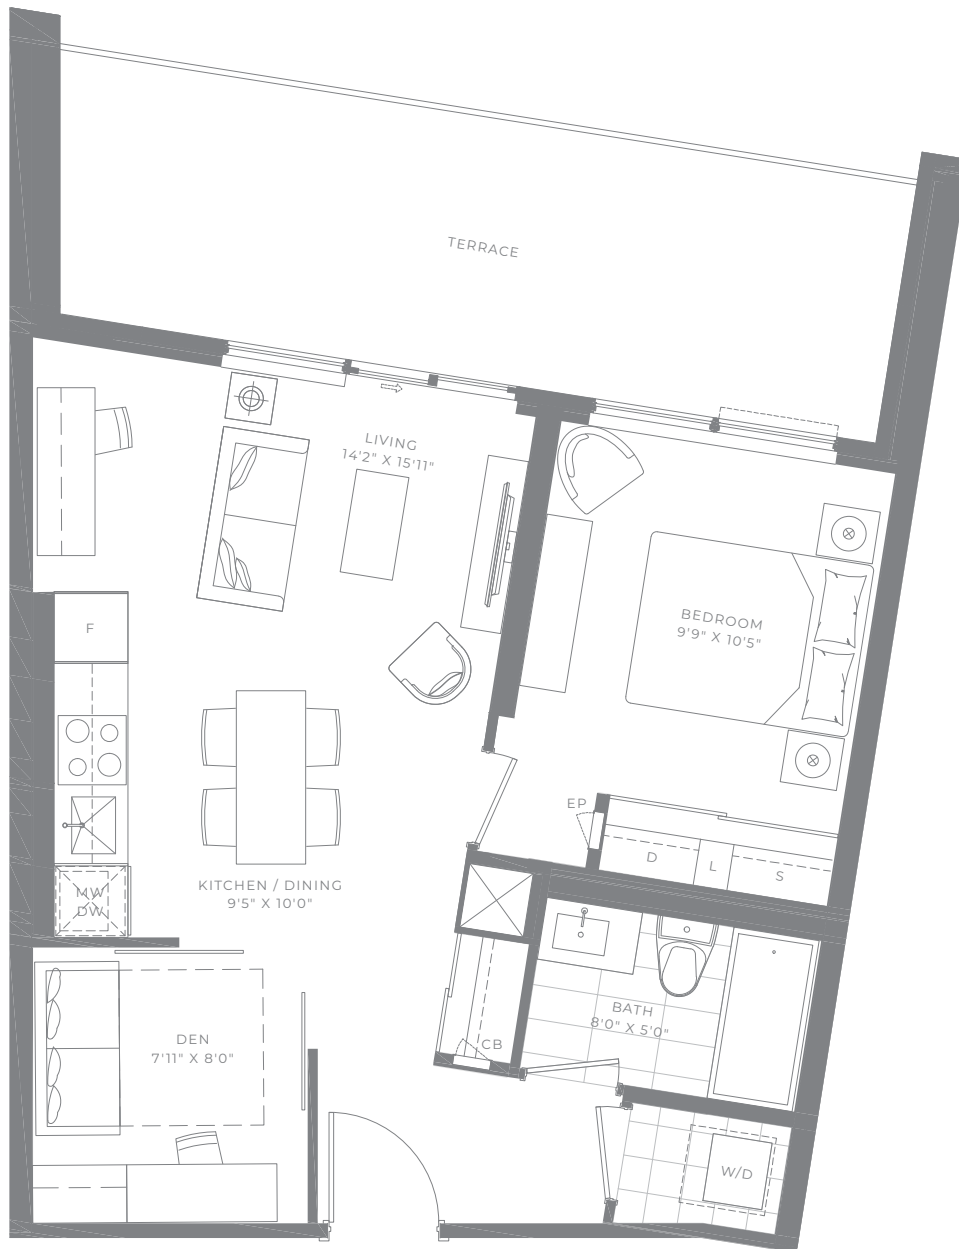 TERRACE
LIVING
14'2" X 15'11"
F
BEDROOM
9'9" X 10'5"
EP
D
L
S
MW
DW
KITCHEN / DINING
9'5" X 10'0"
BATH
8'0" X 5'0"
DEN
7'11" X 8'0"
CB
W/D